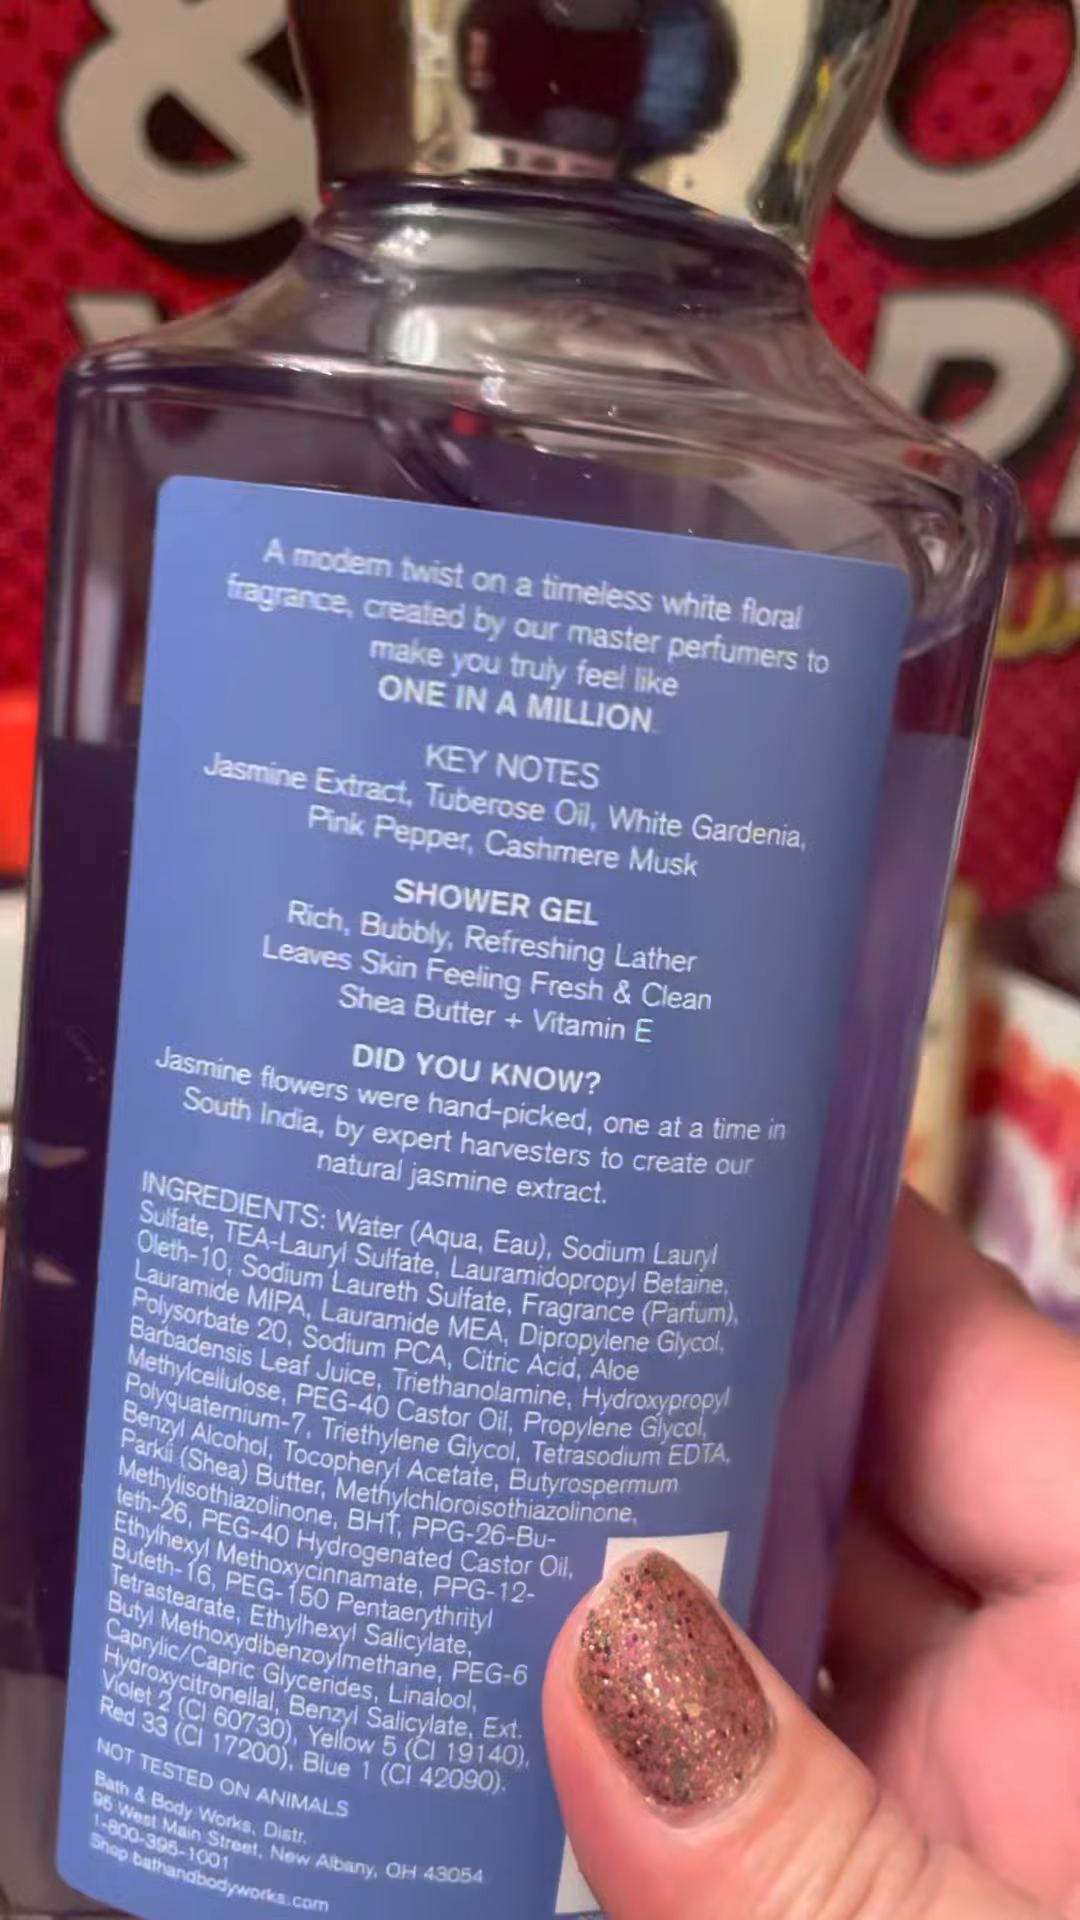 &
A modern twist on a timeless white floral
fragrance, created by our master perfumers to
make you truly feel like
ONE IN A MILLION.
KEY NOTES
Jasmine Extract, Tuberose Oil, White Gardenia,
Pink Pepper, Cashmere Musk
SHOWER GEL
Rich, Bubbly, Refreshing Lather
Leaves Skin Feeling Fresh & Clean
Shea Butter + Vitamin E
DID YOU KNOW?
Jasmine flowers were hand-picked, one at a time in
South India, by expert harvesters to create our
natural jasmine extract.
INGREDIENTS: Water (Aqua, Eau), Sodium Lauryl
Sulfate, TEA-Lauryl Sulfate, Lauramidopropyl Betaine,
Oleth-10, Sodium Laureth Sulfate, Fragrance (Parfum),
Lauramide MIPA, Lauramide MEA, Dipropylene Glycol,
Polysorbate 20, Sodium PCA, Citric Acid, Aloe
Barbadensis Leaf Juice, Triethanolamine, Hydroxypropyl
Methylcellulose, PEG-40 Castor Oil, Propylene Glycol,
Polyquaternium-7, Triethylene Glycol, Tetrasodium EDTA,
Benzyl Alcohol, Tocopheryl Acetate, Butyrospermum
Parkii (Shea) Butter, Methylchloroisothiazolinone,
Methylisothiazolinone, BHT, PPG-26-Bu-
teth-26, PEG-40 Hydrogenated Castor Oil,
Ethylhexyl Methoxycinnamate, PPG-12-
Buteth-16, PEG-150 Pentaerythrityl
Tetrastearate, Ethylhexyl Salicylate,
Butyl Methoxydibenzoylmethane, PEG-6
Caprylic/Capric Glycerides, Linalool,
Hydroxycitronellal, Benzyl Salicylate, Ext.
Violet 2 (CI 60730), Yellow 5 (CI 19140),
Red 33 (CI 17200), Blue 1 (CI 42090).
NOT TESTED ON ANIMALS
Bath & Body Works, Distr.
95 West Main Street, New Albany, OH 43054
1-800-395-1001
Shop bathandbodyworks.com